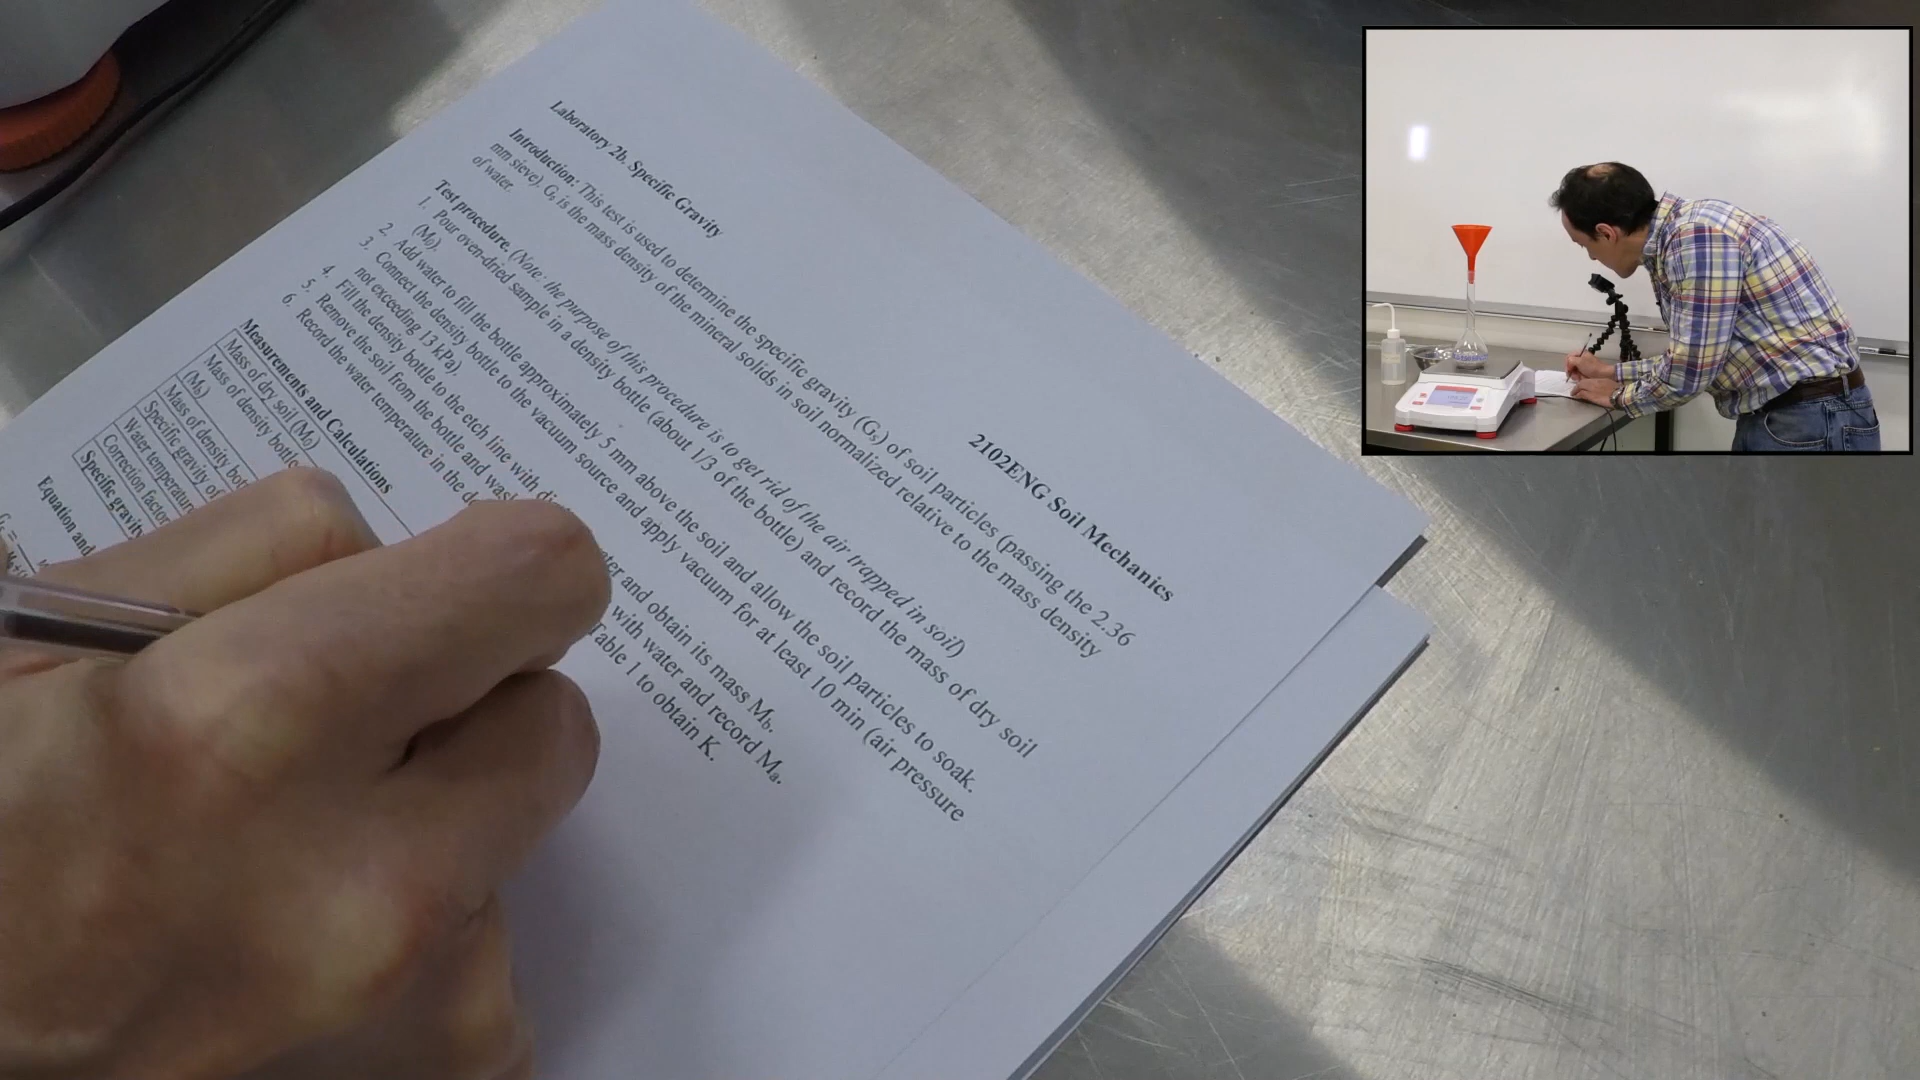 2102ENG Soil Mechanics
Laboratory 2b. Specific Gravity
Introduction: This test is used to determine the specific gravity (Gs) of soil particles (passing the 2.36
mm sieve). Gs is the mass density of the mineral solids in soil normalized relative to the mass density
of water.
Test procedure. (Note: the purpose of this procedure is to get rid of the air trapped in soil)
1. Pour oven-dried sample in a density bottle (about 1/3 of the bottle) and record the mass of dry soil
(M0).
2. Add water to fill the bottle approximately 5 mm above the soil and allow the soil particles to soak.
3. Connect the density bottle to the vacuum source and apply vacuum for at least 10 min (air pressure
not exceeding 13 kPa).
4. Fill the density bottle to the etch line with and obtain its mass Mb.
5. Remove the soil from the bottle and with water and record Ma.
6. Record the water temperature in the Table 1 to obtain K.
Measurements and Calculations
Mass of dry soil (M0)
Mass of density bottle
(Mb)
Mass of density
Specific gravity of
Water
Correction factor
Specific gravity
Equation and